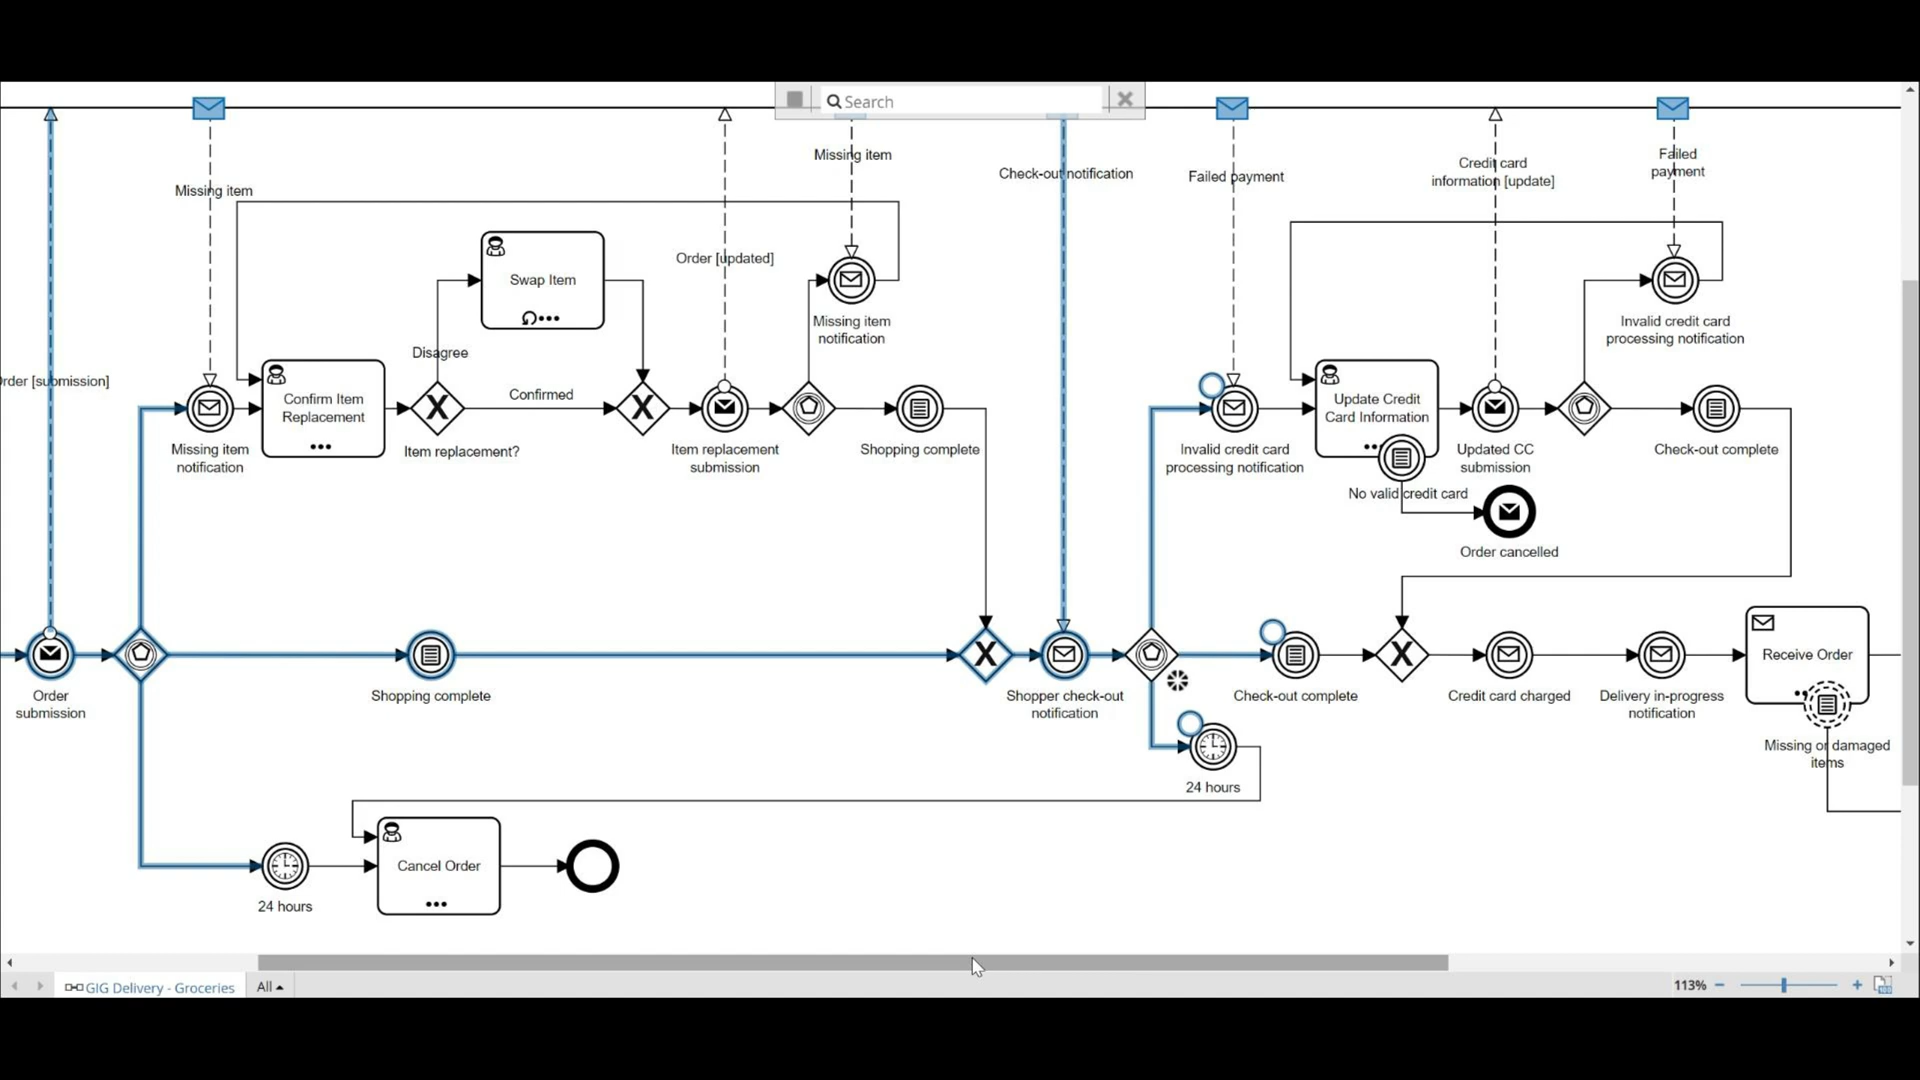 Search
Missing item
Missing item
Check-out notification
Failed payment
Credit card
information [update]
Failed
payment
Order [updated]
Swap Item
Missing item
notification
Invalid credit card
processing notification
Disagree
[submission]
Confirm Item
Replacement
X
Confirmed
X
Update Credit
Card Information
Missing item
notification
Item replacement?
Item replacement
submission
Shopping complete
Invalid credit card
processing notification
Updated CC
submission
Check-out complete
No valid credit card
Order cancelled
X
X
Receive Order
Order
submission
Shopping complete
Shopper check-out
notification
Check-out complete
Credit card charged
Delivery in-progress
notification
Missing or damaged
items
24 hours
Cancel Order
24 hours
GIG Delivery - Groceries
All
113%